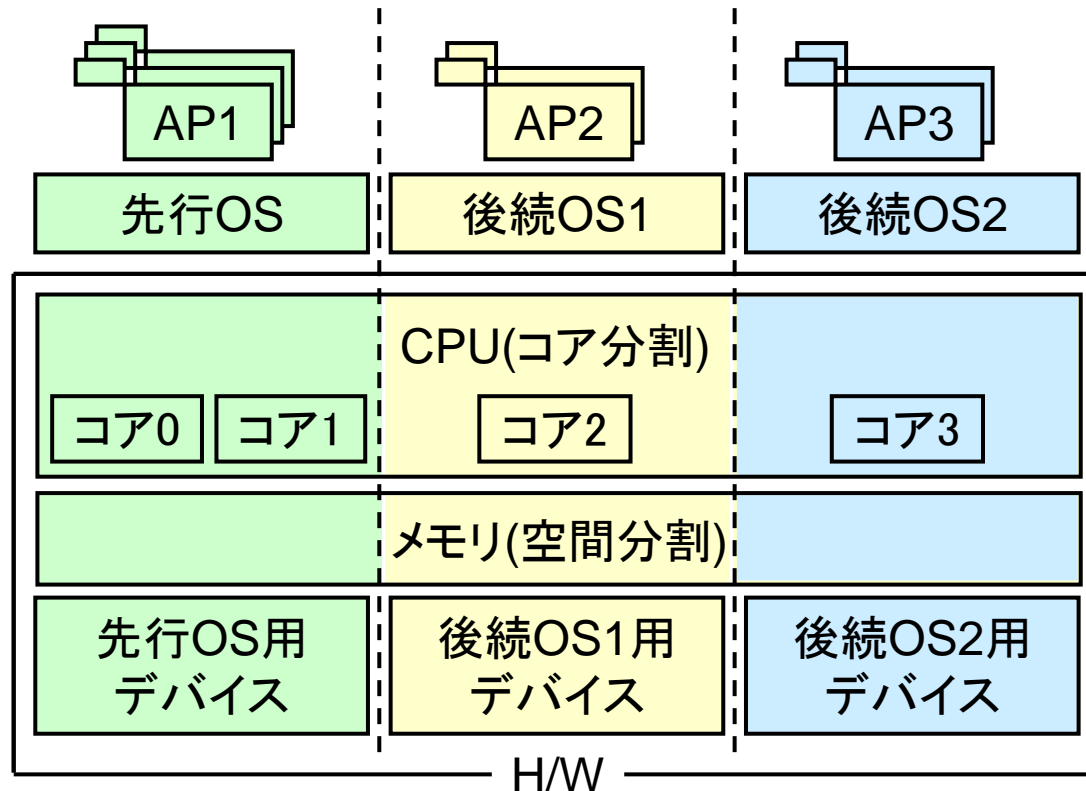 AP1
AP2
AP3
先行OS
後続OS1
後続OS2
CPU(コア分割)
コア0
コア1
コア2
コア3
メモリ(空間分割)
先行OS用
デバイス
後続OS1用
デバイス
後続OS2用
デバイス
H/W